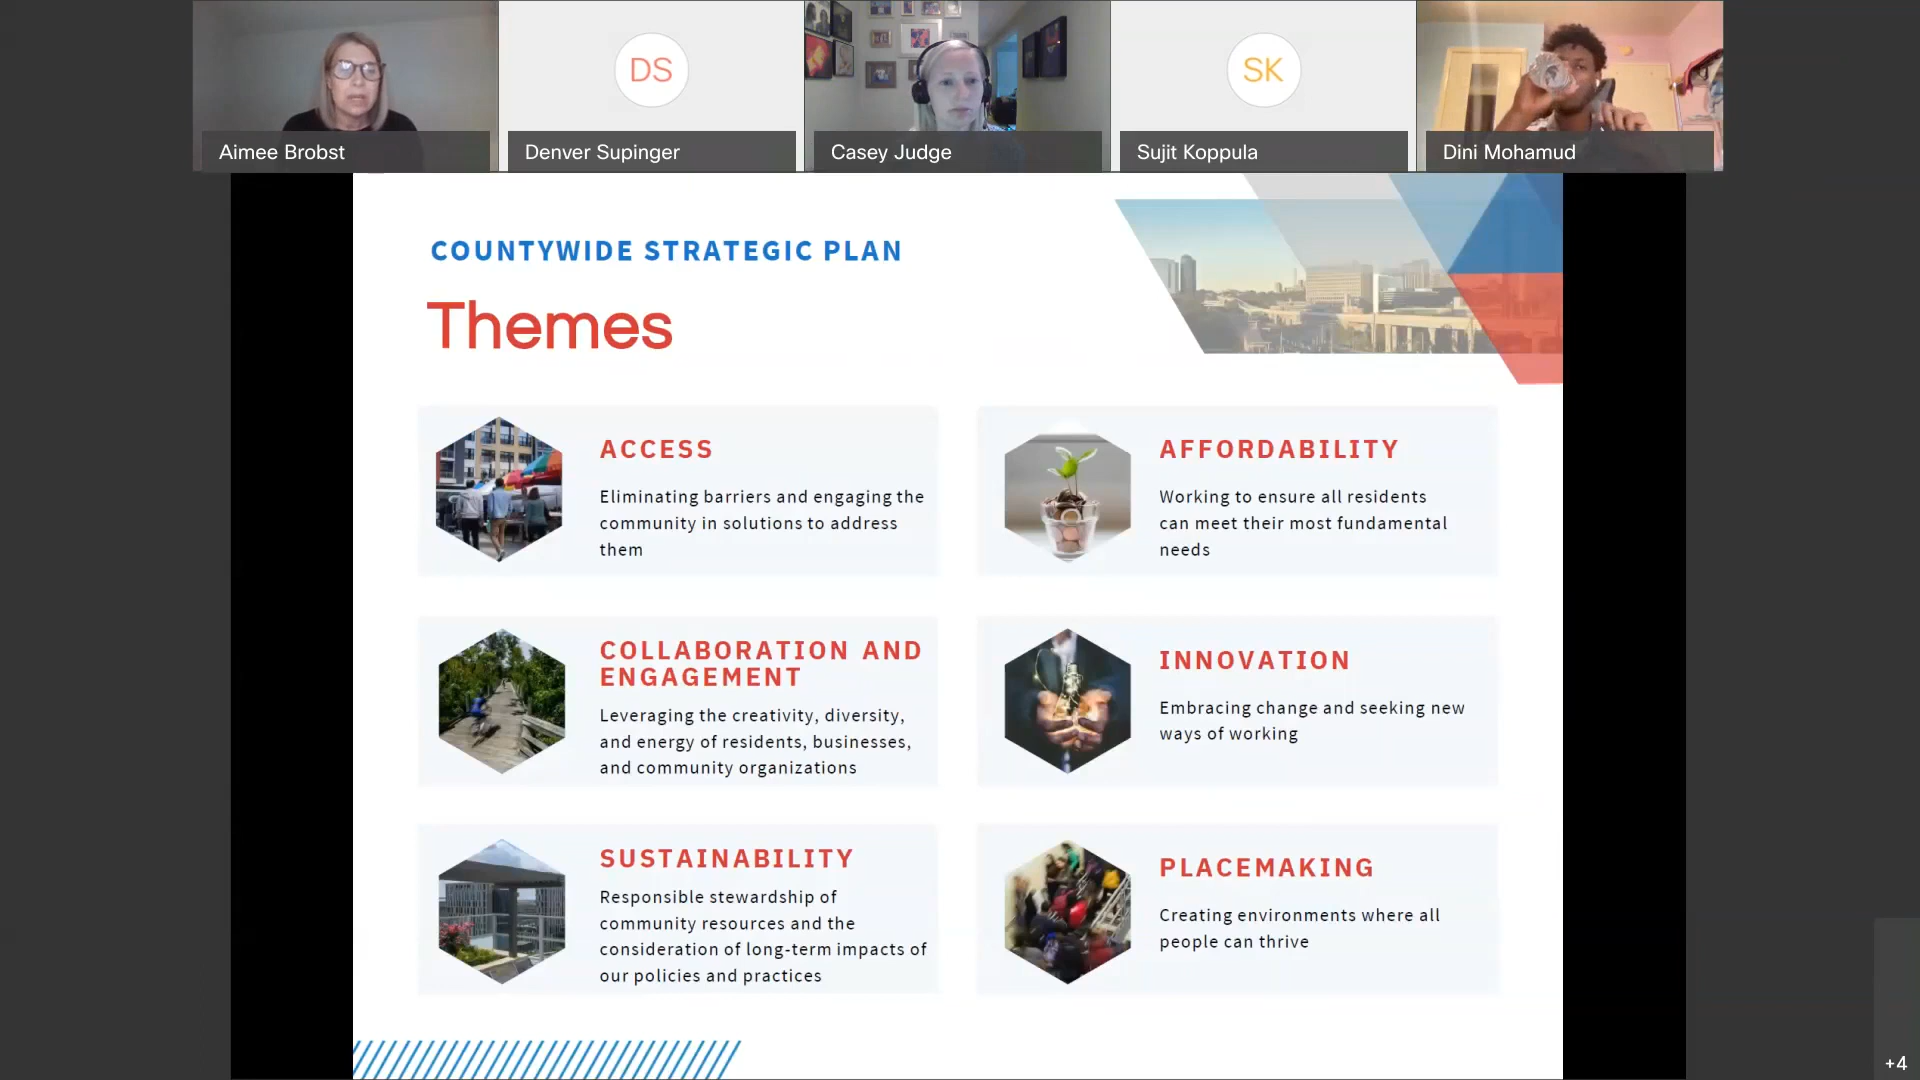 DS
SK
Aimee Brobst
Denver Supinger
Casey Judge
Sujit Koppula
Dini Mohamud
COUNTYWIDE STRATEGIC PLAN
Themes
ACCESS
Eliminating barriers and engaging the
community in solutions to address
them
AFFORDABILITY
Working to ensure all residents
can meet their most fundamental
needs
COLLABORATION AND
ENGAGEMENT
Leveraging the creativity, diversity,
and energy of residents, businesses,
and community organizations
INNOVATION
Embracing change and seeking new
ways of working
SUSTAINABILITY
Responsible stewardship of
community resources and the
consideration of long-term impacts of
our policies and practices
PLACEMAKING
Creating environments where all
people can thrive
+4